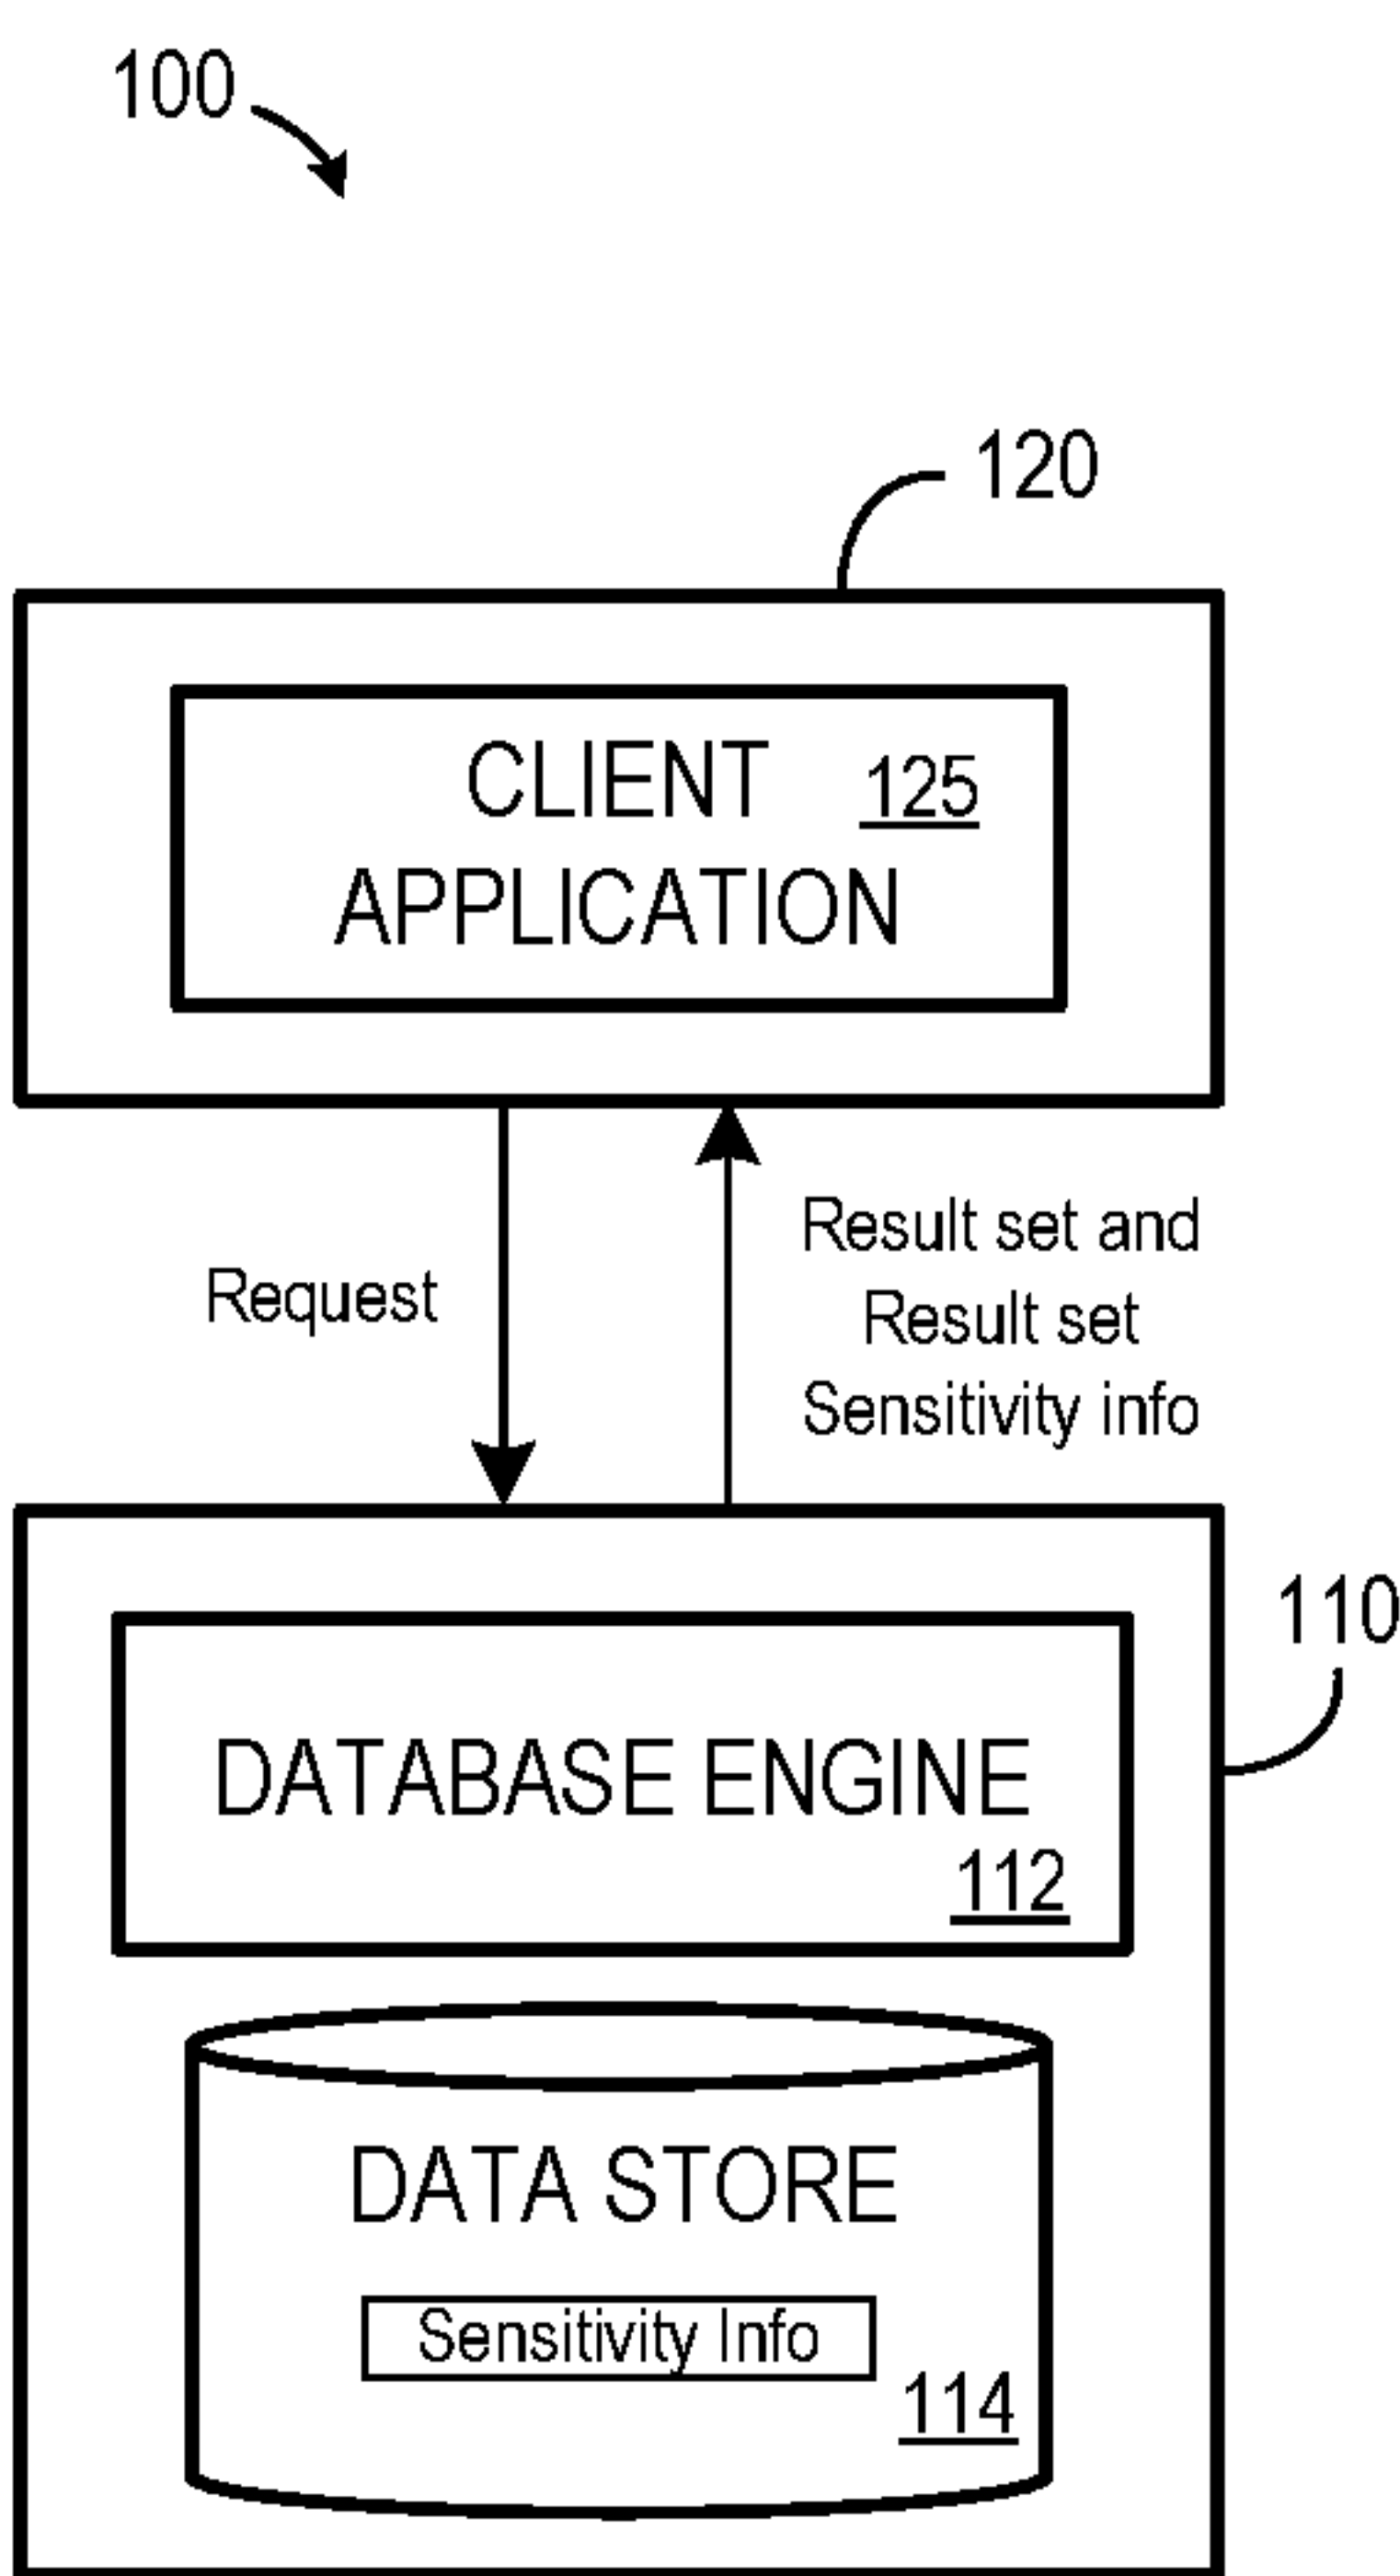 100
120
CLIENT
125
APPLICATION
Request
Result set and
Result set
Sensitivity info
110
DATABASE ENGINE
112
DATA STORE
Sensitivity Info
114